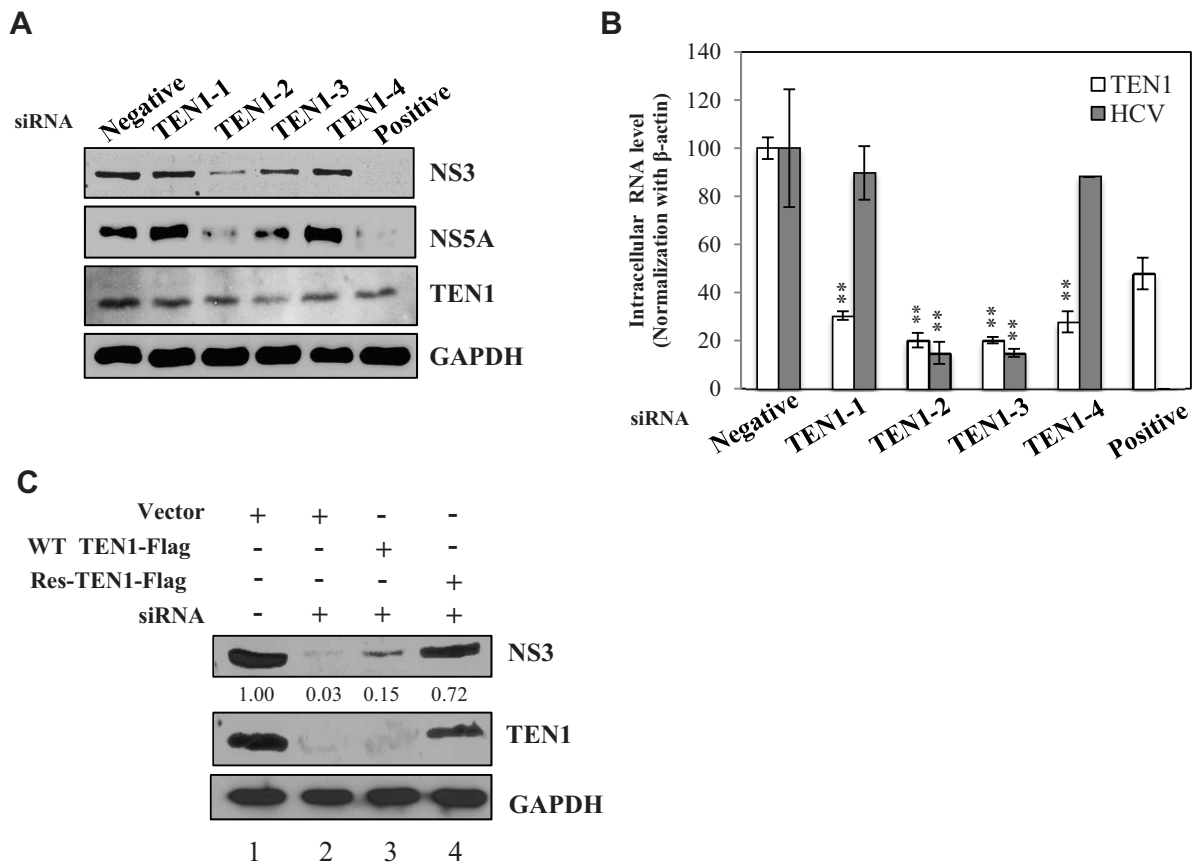 A
siRNA Negative TEN1-1 TEN1-2 TEN1-3 TEN1-4 Positive
NS3
NS5A
TEN1
GAPDH
B
Intracellular RNA level
(Normalization with β-actin)
140
120
100
80
60
40
20
0
TEN1
HCV
** ** ** ** ** **
siRNA Negative TEN1-1 TEN1-2 TEN1-3 TEN1-4 Positive
C
Vector + + - -
WT TEN1-Flag - - + -
Res-TEN1-Flag - - - +
siRNA - + + +
NS3
1.00 0.03 0.15 0.72
TEN1
GAPDH
1 2 3 4